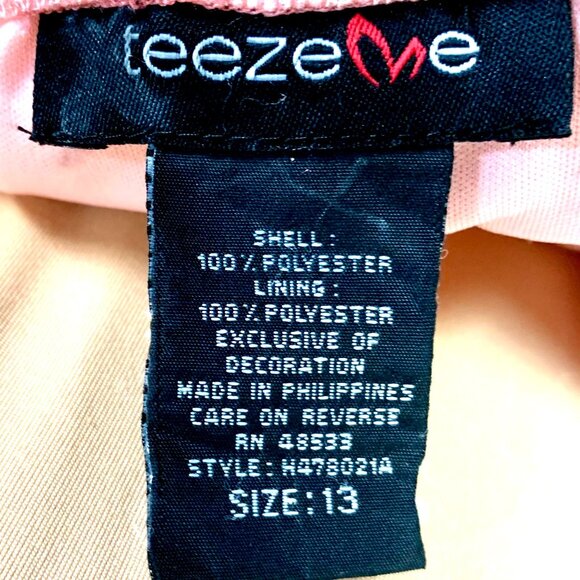 teezeme
SHELL:
100% POLYESTER
LINING:
100% POLYESTER
EXCLUSIVE OF
DECORATION
MADE IN PHILIPPINES
CARE ON REVERSE
RN 48533
STYLE: H478021A
SIZE: 13